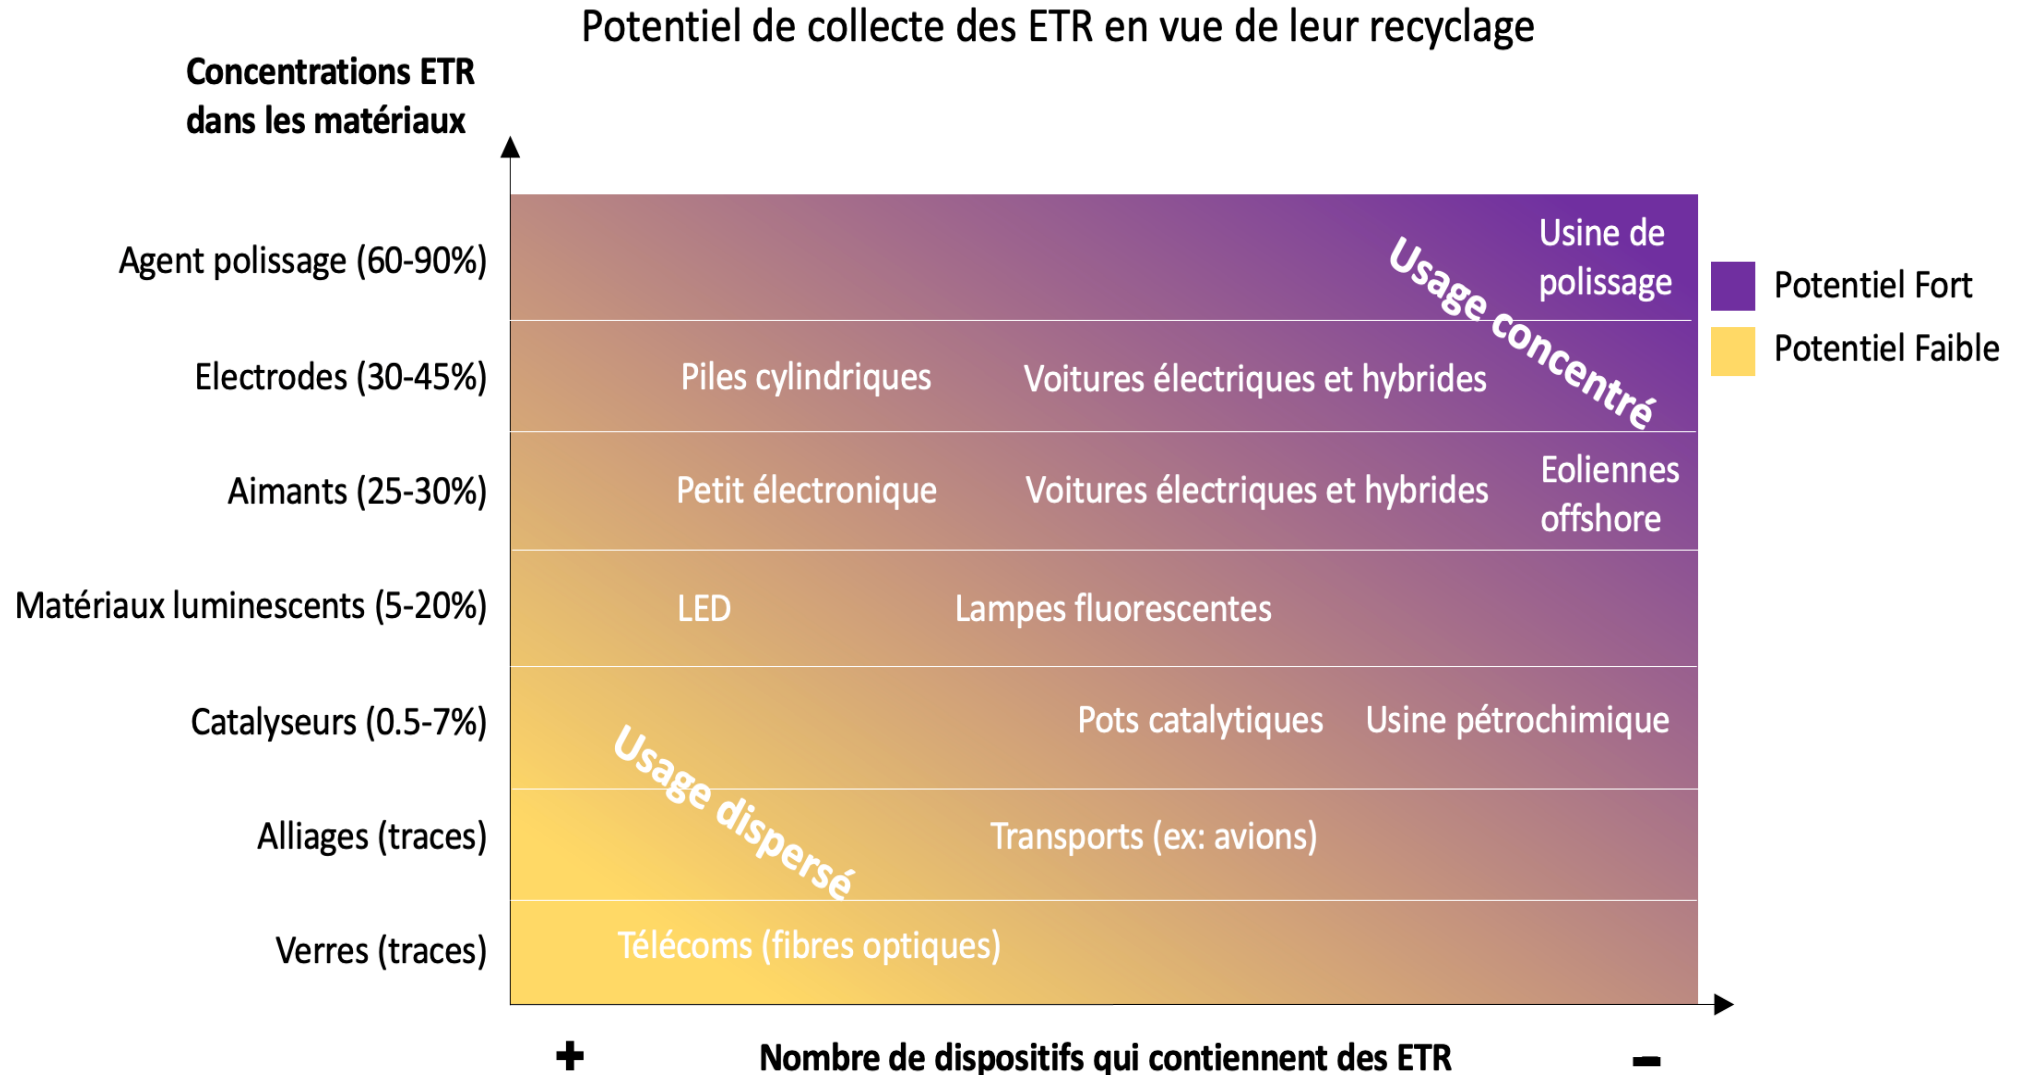 Potentiel de collecte des ETR en vue de leur recyclage
Concentrations ETR
dans les matériaux
Agent polissage (60-90%)
Usine de
polissage
Usage concentré
Potentiel Fort
Potentiel Faible
Electrodes (30-45%)
Piles cylindriques
Voitures électriques et hybrides
Aimants (25-30%)
Petit électronique
Voitures électriques et hybrides
Eoliennes
offshore
Matériaux luminescents (5-20%)
LED
Lampes fluorescentes
Catalyseurs (0.5-7%)
Pots catalytiques
Usine pétrochimique
Usage dispersé
Alliages (traces)
Transports (ex: avions)
Verres (traces)
Télécoms (fibres optiques)
+
Nombre de dispositifs qui contiennent des ETR
−